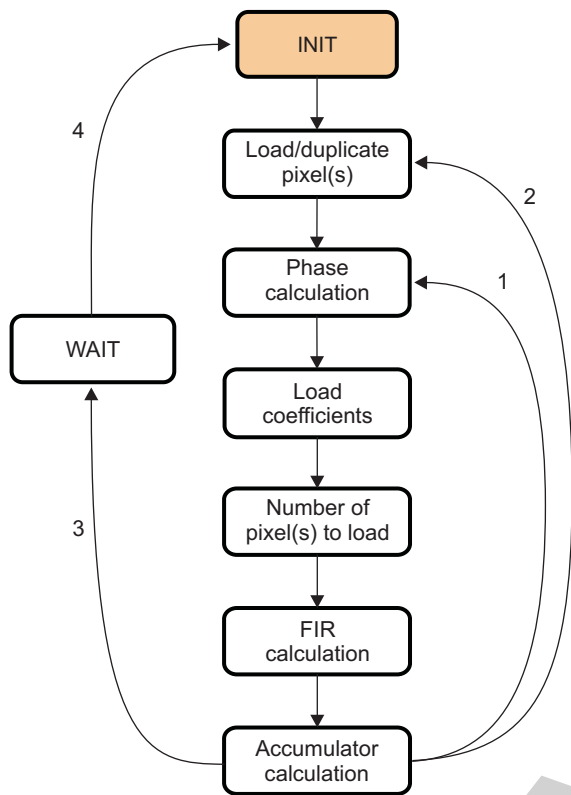 INIT
4
Load/duplicate
pixel(s)
2
Phase
calculation
1
WAIT
Load
coefficients
Number of
pixel(s) to load
3
FIR
calculation
Accumulator
calculation